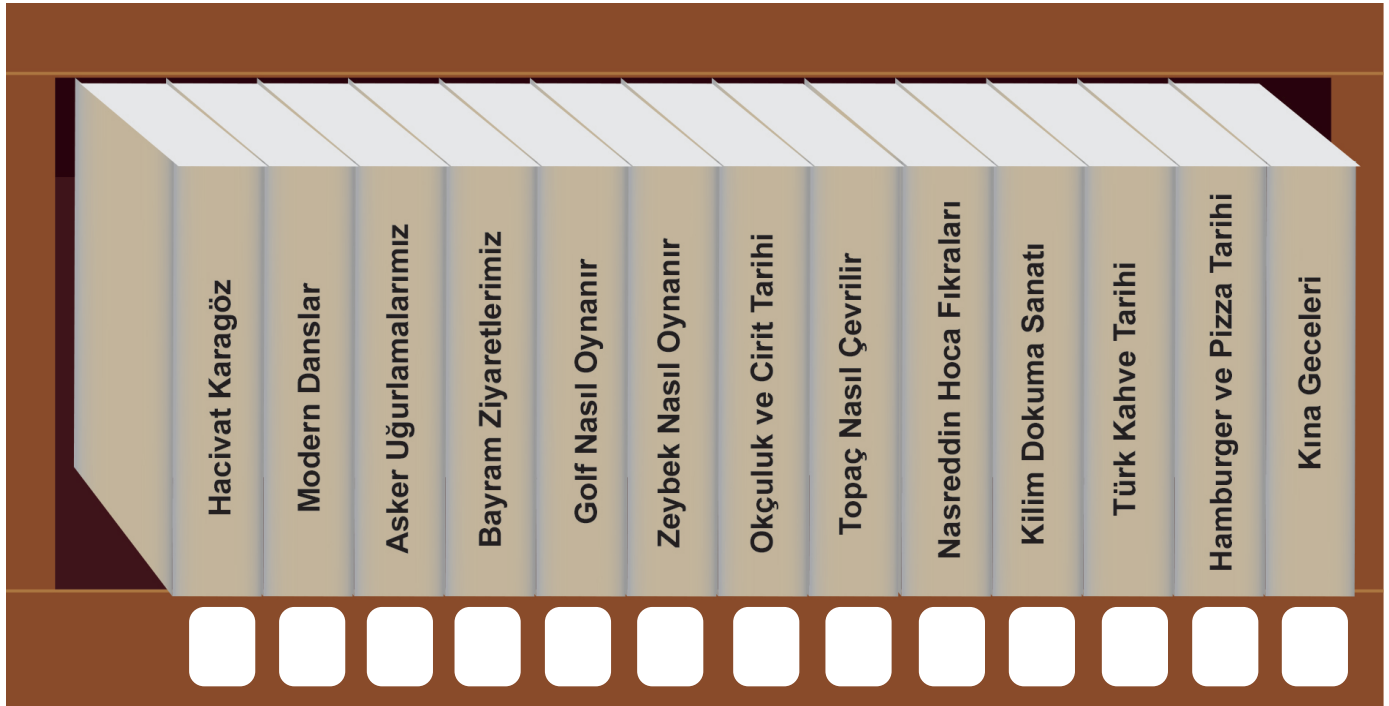 Hacivat Karagöz
Modern Danslar
Asker Uğurlamalarımız
Bayram Ziyaretlerimiz
Golf Nasıl Oynanır
Zeybek Nasıl Oynanır
Okçuluk ve Cirit Tarihi
Topaç Nasıl Çevrilir
Nasreddin Hoca Fıkraları
Kilim Dokuma Sanatı
Türk Kahve Tarihi
Hamburger ve Pizza Tarihi
Kına Geceleri